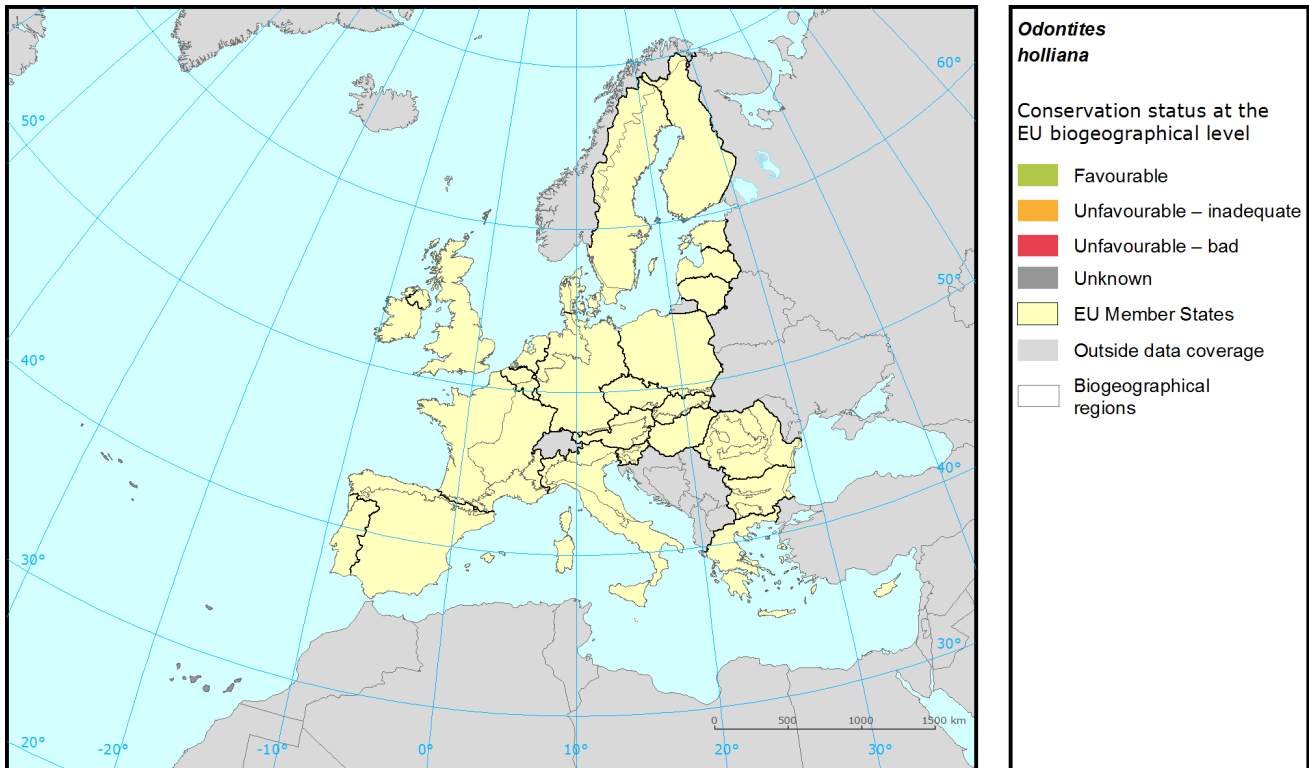 Odontites
holliana
Conservation status at the
EU biogeographical level
Favourable
Unfavourable – inadequate
Unfavourable – bad
Unknown
EU Member States
Outside data coverage
Biogeographical
regions
60°
50°
50°
40°
40°
30°
30°
0 500 1000 1500 km
20° -20° -10° 0° 10° 20° 30°